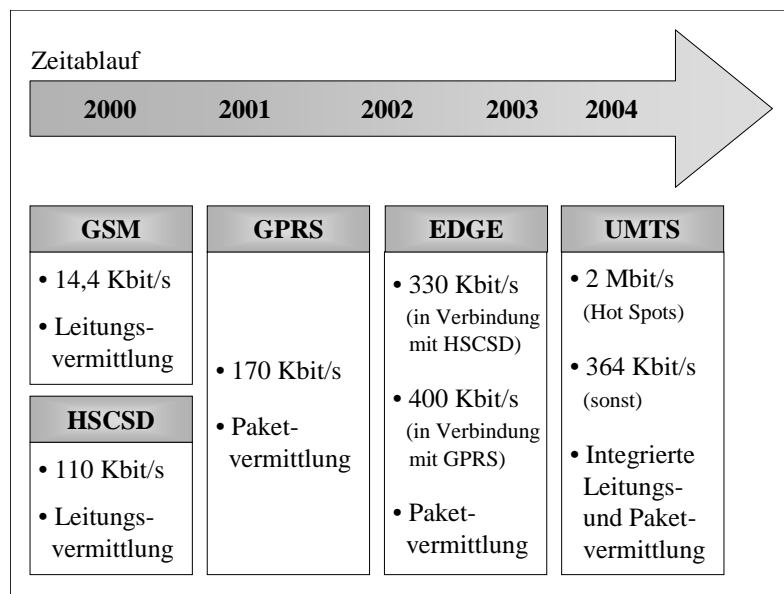 Zeitablauf
2000 2001 2002 2003 2004
GSM
• 14,4 Kbit/s
• Leitungs-
vermittlung
HSCSD
• 110 Kbit/s
• Leitungs-
vermittlung
GPRS
• 170 Kbit/s
• Paket-
vermittlung
EDGE
• 330 Kbit/s
(in Verbindung
mit HSCSD)
• 400 Kbit/s
(in Verbindung
mit GPRS)
• Paket-
vermittlung
UMTS
• 2 Mbit/s
(Hot Spots)
• 364 Kbit/s
(sonst)
• Integrierte
Leitungs-
und Paket-
vermittlung